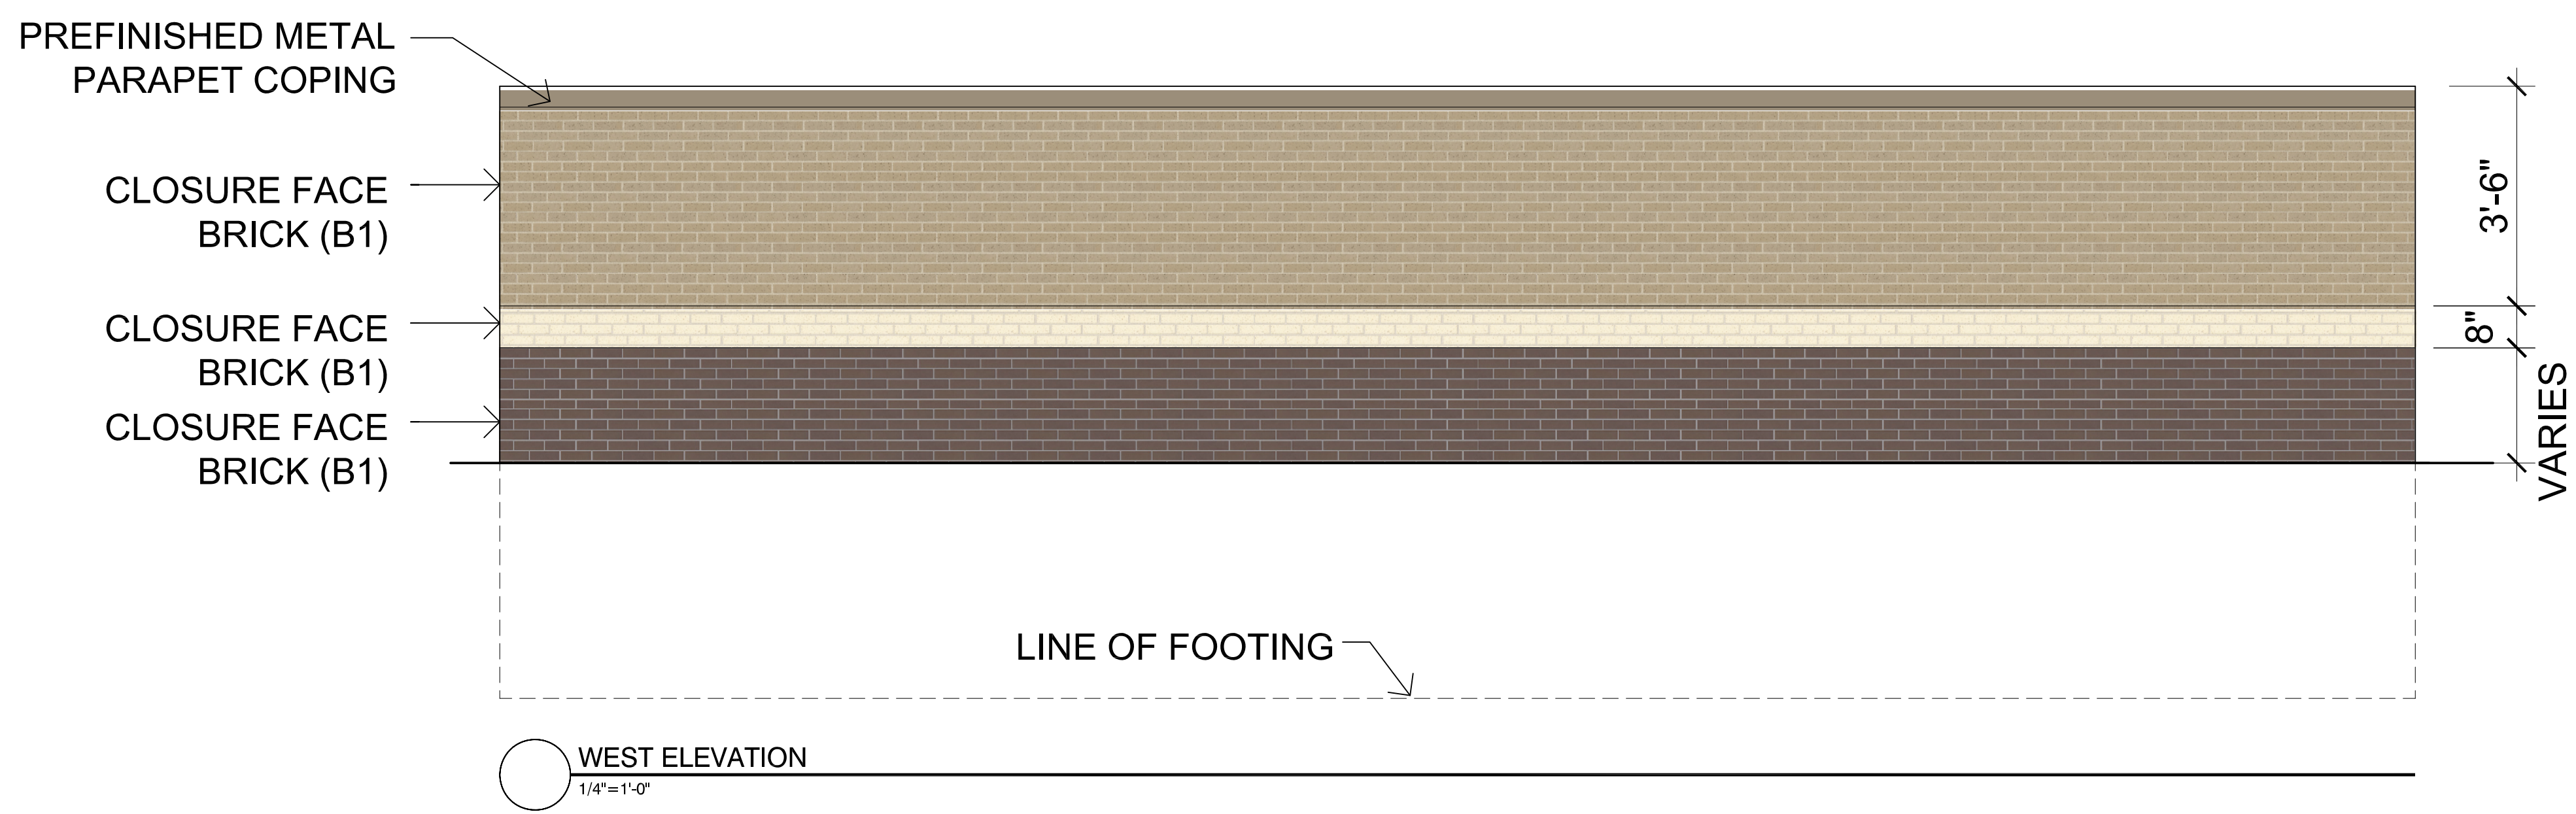 PREFINISHED METAL
PARAPET COPING
CLOSURE FACE
BRICK (B1)
CLOSURE FACE
BRICK (B1)
CLOSURE FACE
BRICK (B1)
3'-6"
8"
VARIES
LINE OF FOOTING
WEST ELEVATION
1/4"=1'-0"